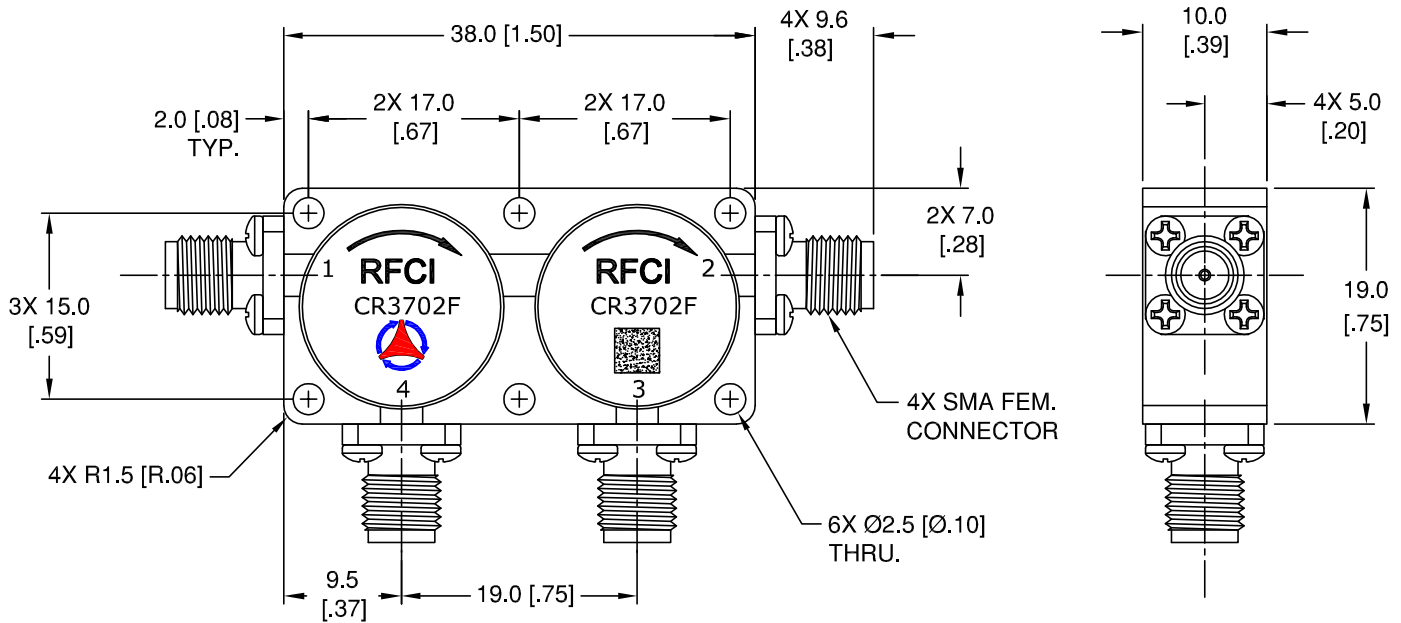 38.0 [1.50]
4X 9.6
[.38]
10.0
[.39]
2X 17.0
[.67]
2X 17.0
[.67]
2.0 [.08]
TYP.
4X 5.0
[.20]
2X 7.0
[.28]
3X 15.0
[.59]
19.0
[.75]
1
RFCI
CR3702F
4
RFCI
2
CR3702F
3
4X SMA FEM.
CONNECTOR
4X R1.5 [R.06]
6X Ø2.5 [Ø.10]
THRU.
9.5
[.37]
19.0 [.75]